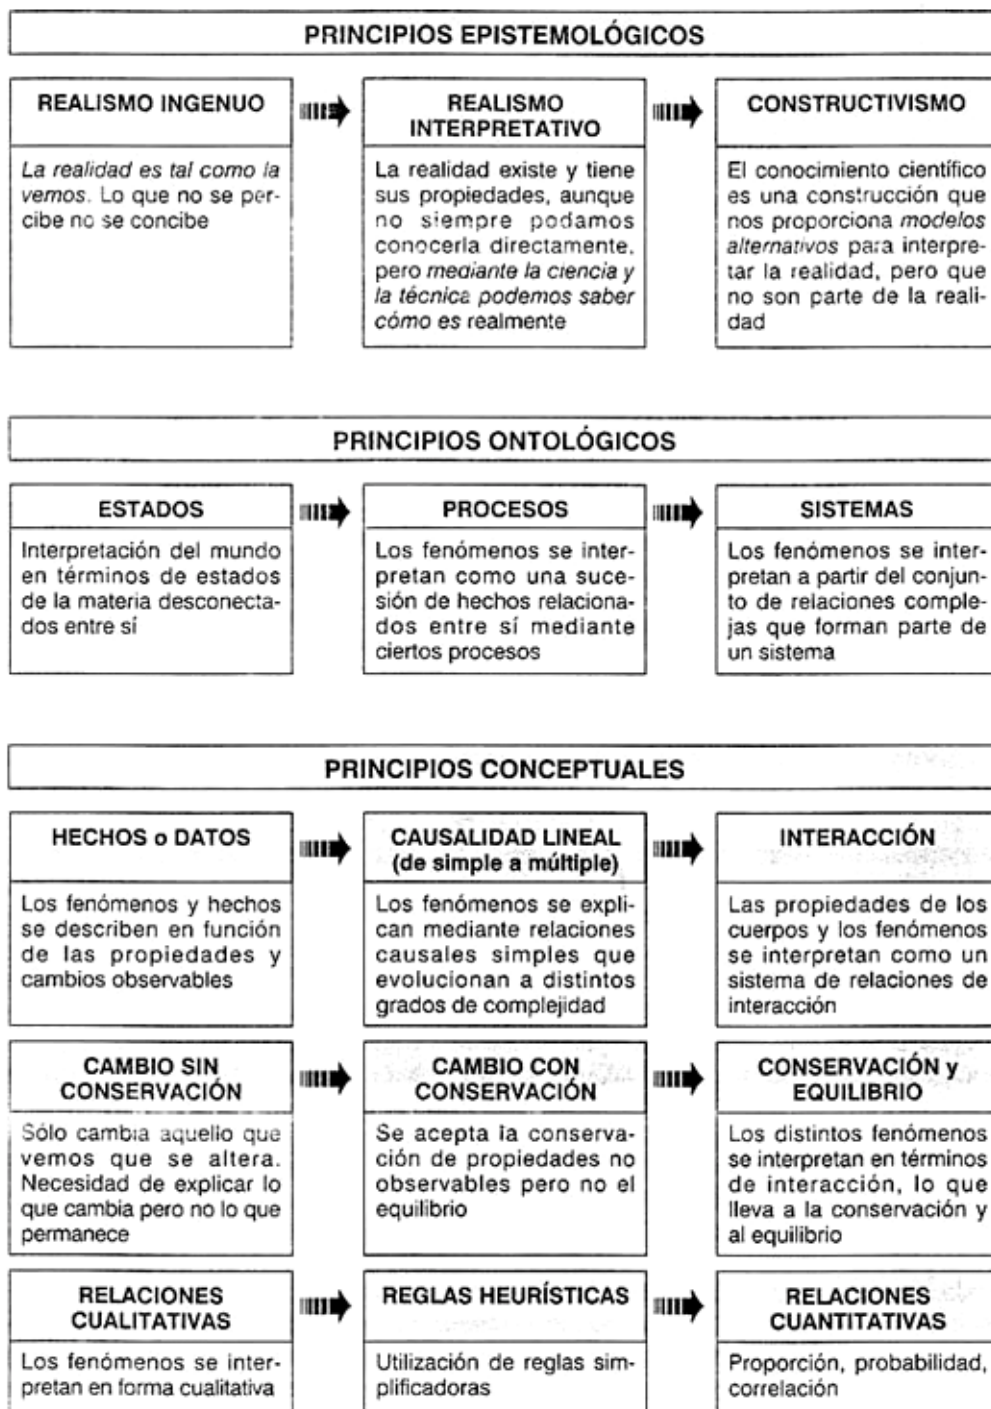 PRINCIPIOS EPISTEMOLÓGICOS
REALISMO INGENUO
La realidad es tal como la
vemos. Lo que no se per-
cibe no se concibe
REALISMO
INTERPRETATIVO
La realidad existe y tiene
sus propiedades, aunque
no siempre podamos
conocerla directamente,
pero mediante la ciencia y
la técnica podemos saber
cómo es realmente
CONSTRUCTIVISMO
El conocimiento científico
es una construcción que
nos proporciona modelos
alternativos para interpre-
tar la realidad, pero que
no son parte de la reali-
dad
PRINCIPIOS ONTOLÓGICOS
ESTADOS
Interpretación del mundo
en términos de estados
de la materia desconecta-
dos entre sí
PROCESOS
Los fenómenos se inter-
pretan como una suce-
sión de hechos relaciona-
dos entre sí mediante
ciertos procesos
SISTEMAS
Los fenómenos se inter-
pretan a partir del conjun-
to de relaciones comple-
jas que forman parte de
un sistema
PRINCIPIOS CONCEPTUALES
HECHOS o DATOS
Los fenómenos y hechos
se describen en función
de las propiedades y
cambios observables
CAUSALIDAD LINEAL
(de simple a múltiple)
Los fenómenos se expli-
can mediante relaciones
causales simples que
evolucionan a distintos
grados de complejidad
INTERACCIÓN
Las propiedades de los
cuerpos y los fenómenos
se interpretan como un
sistema de relaciones de
interacción
CAMBIO SIN
CONSERVACIÓN
Sólo cambia aquello que
vemos que se altera.
Necesidad de explicar lo
que cambia pero no lo que
permanece
CAMBIO CON
CONSERVACIÓN
Se acepta la conserva-
ción de propiedades no
observables pero no el
equilibrio
CONSERVACIÓN y
EQUILIBRIO
Los distintos fenómenos
se interpretan en términos
de interacción, lo que
lleva a la conservación y
al equilibrio
RELACIONES
CUALITATIVAS
Los fenómenos se inter-
pretan en forma cualitativa
REGLAS HEURÍSTICAS
Utilización de reglas sim-
plificadoras
RELACIONES
CUANTITATIVAS
Proporción, probabilidad,
correlación